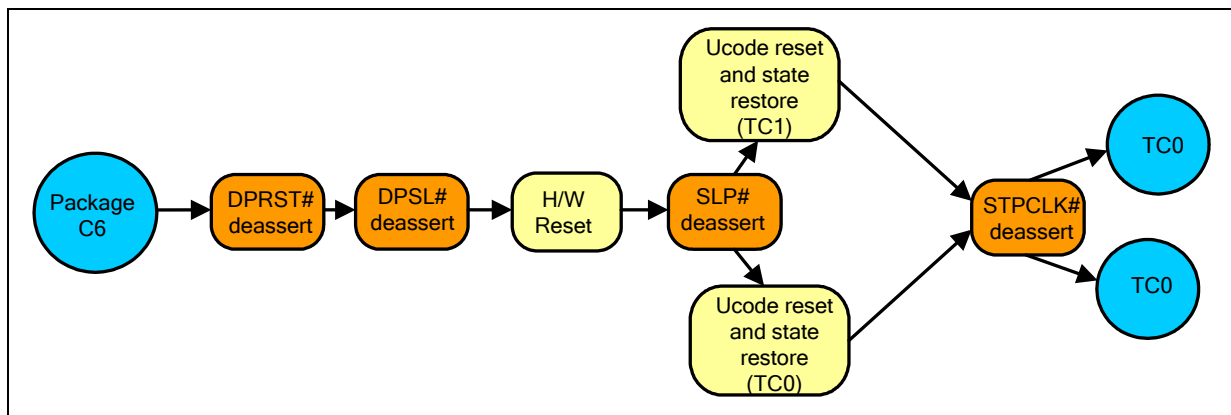 Package
C6
DPRST#
deassert
DPSL#
deassert
H/W
Reset
SLP#
deassert
Ucode reset
and state
restore
(TC1)
Ucode reset
and state
restore
(TC0)
STPCLK#
deassert
TC0
TC0